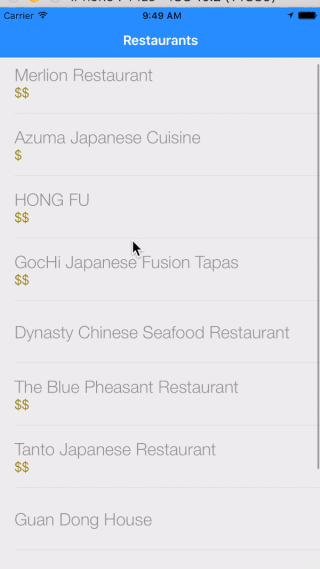 Carrier 9:49 AM
Restaurants
Merlion Restaurant
$$
Azuma Japanese Cuisine
$
HONG FU
$$
GocHi Japanese Fusion Tapas
$$
Dynasty Chinese Seafood Restaurant
The Blue Pheasant Restaurant
$$
Tanto Japanese Restaurant
$$
Guan Dong House